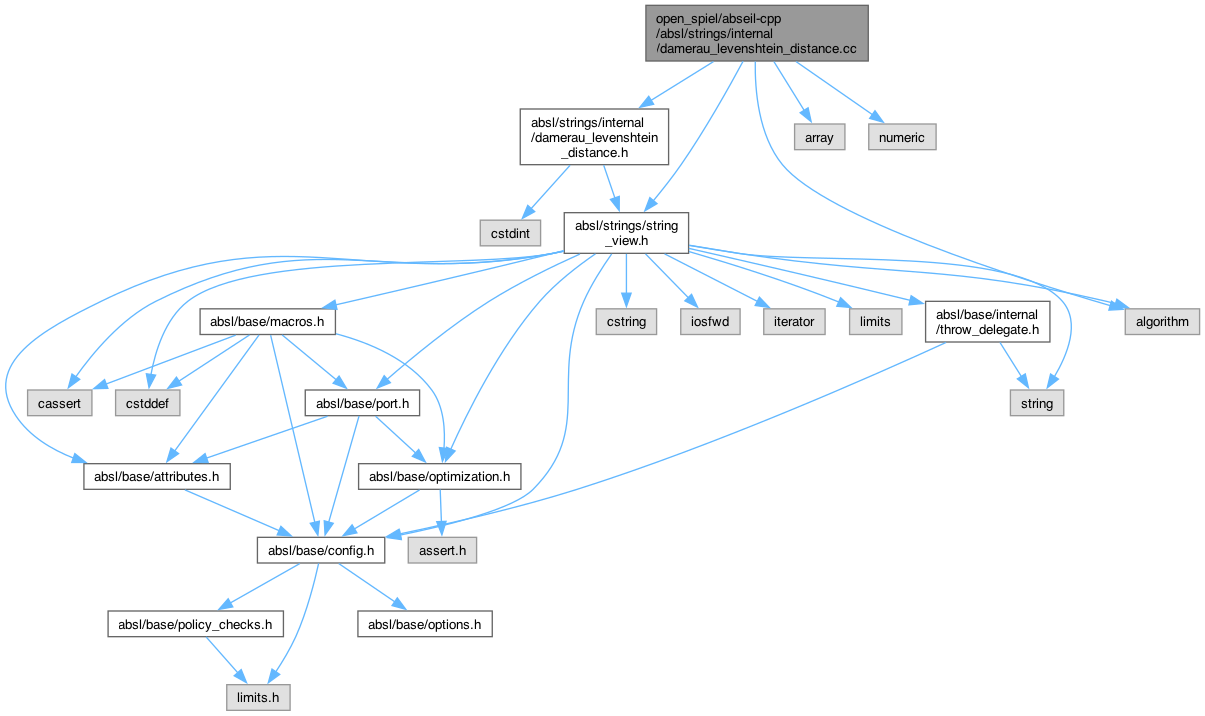 open_spiel/abseil-cpp
/absl/strings/internal
/damerau_levenshtein_distance.cc
absl/strings/internal
/damerau_levenshtein
_distance.h
array
numeric
cstdint
absl/strings/string
_view.h
absl/base/macros.h
cstring
iosfwd
iterator
limits
absl/base/internal
/throw_delegate.h
algorithm
cassert
cstddef
absl/base/port.h
string
absl/base/attributes.h
absl/base/optimization.h
absl/base/config.h
assert.h
absl/base/policy_checks.h
absl/base/options.h
limits.h